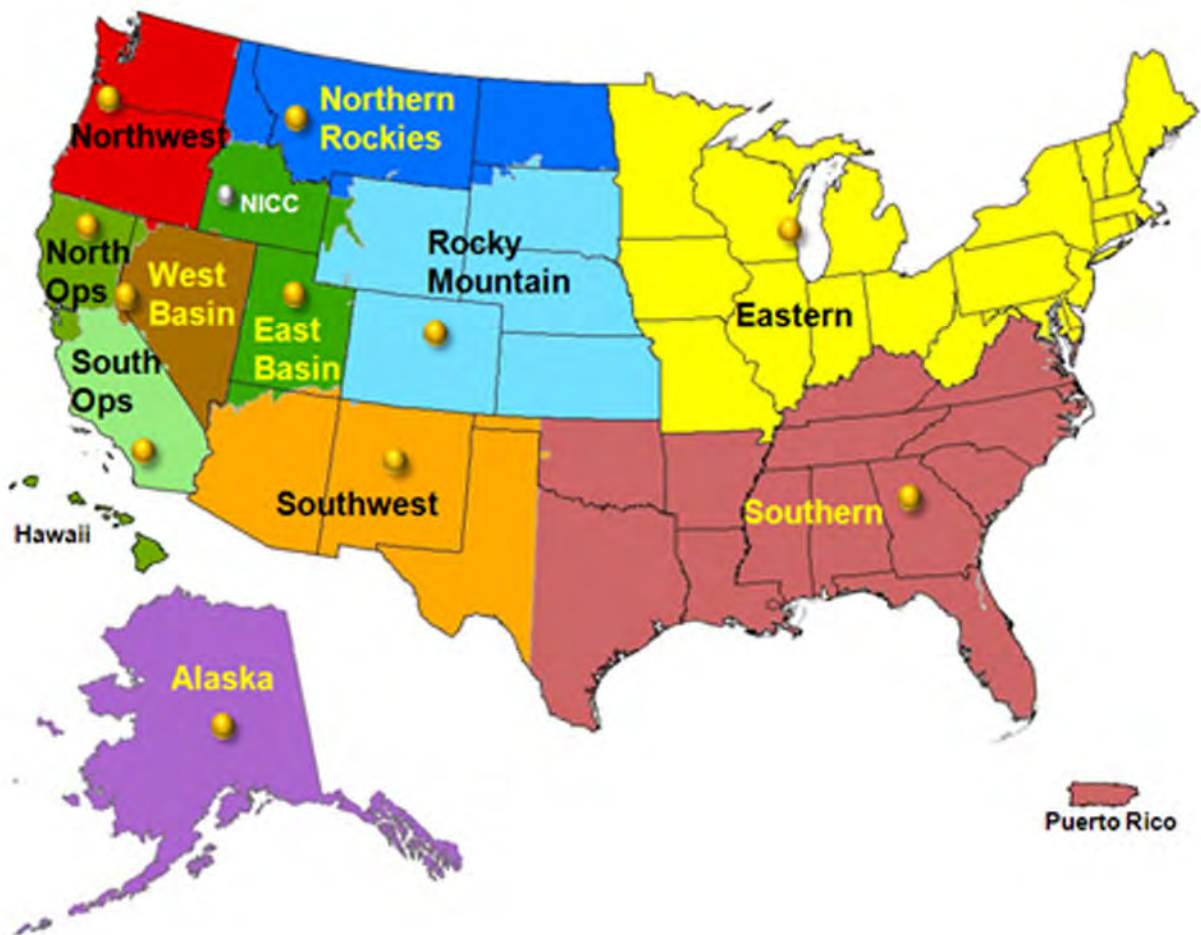 Northern
Rockies
Northwest
NICC
North
Ops
West
Basin
Rocky
Mountain
East
Basin
Eastern
South
Ops
Southwest
Southern
Hawaii
Alaska
Puerto Rico